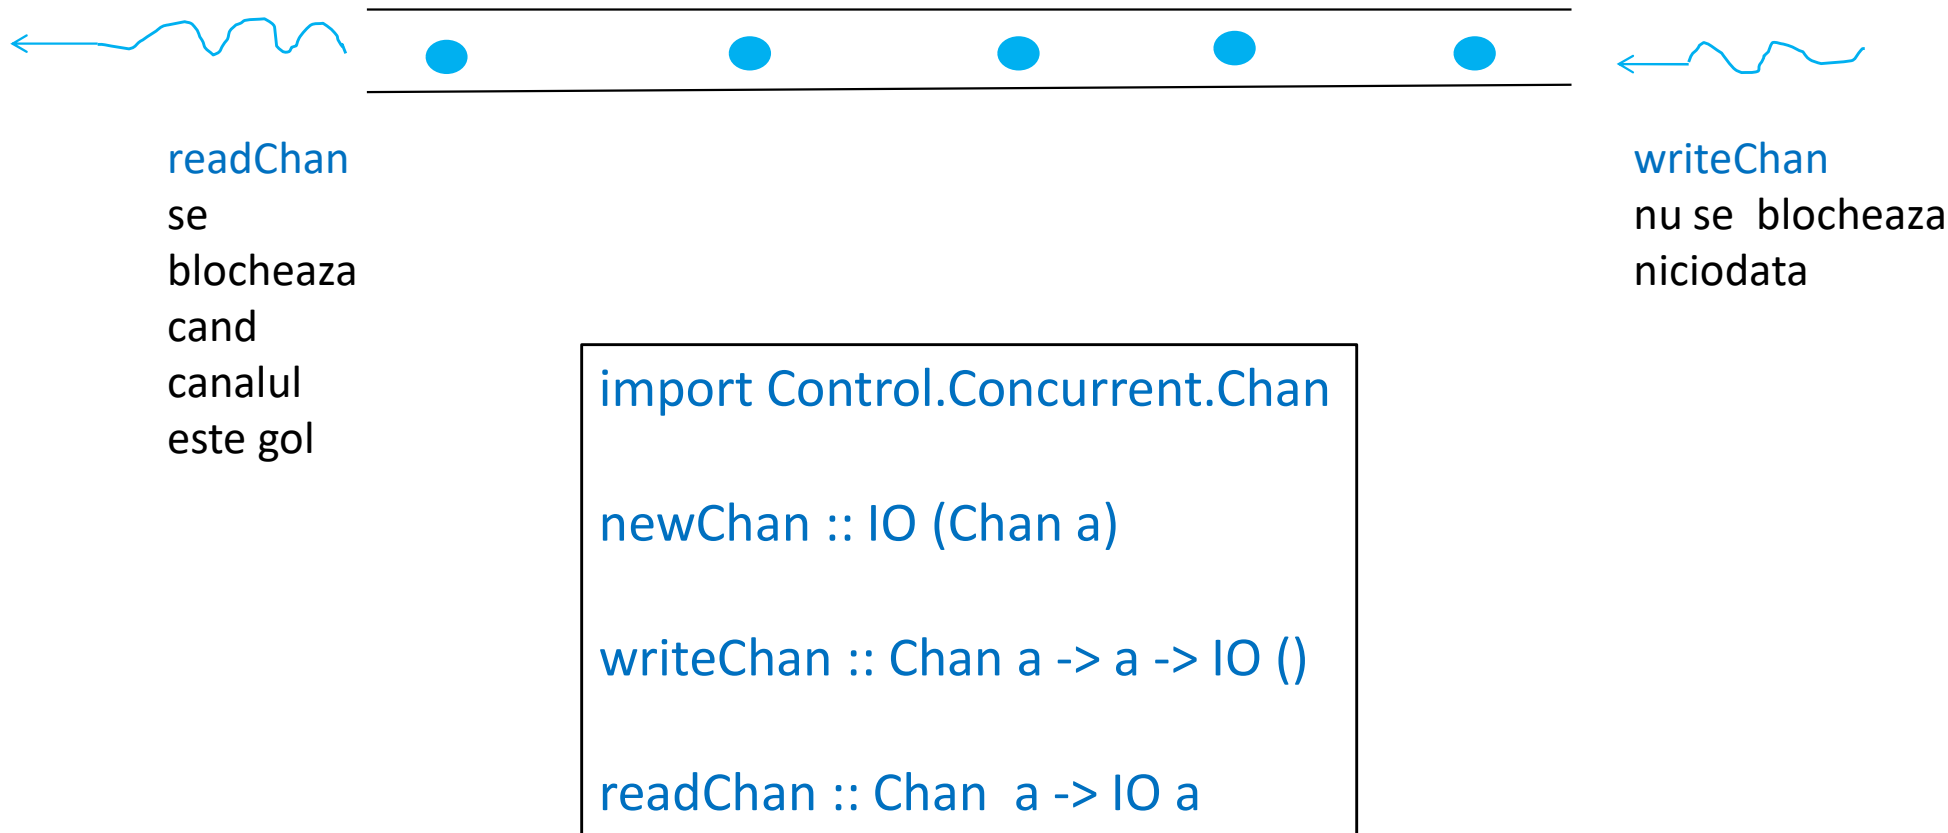 readChan
se
blocheaza
cand
canalul
este gol
writeChan
nu se  blocheaza
niciodata
import Control.Concurrent.Chan
newChan :: IO (Chan a)
writeChan :: Chan a -> a -> IO ()
readChan :: Chan  a -> IO a